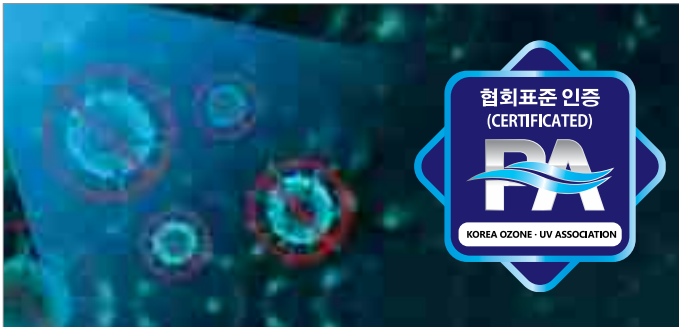 협회표준 인증
(CERTIFICATED)
PA
KOREA OZONE · UV ASSOCIATION